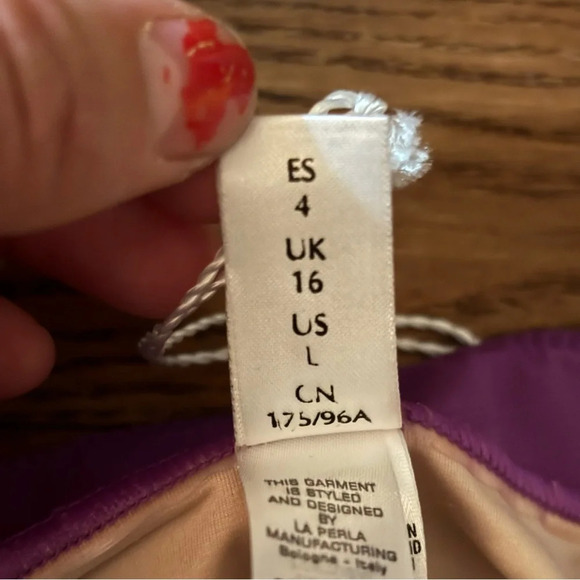 ES
4
UK
16
US
L
CN
175/96A
THIS GARMENT
IS STYLED
AND DESIGNED
BY
LA PERLA
MANUFACTURING
Bologna - Italy